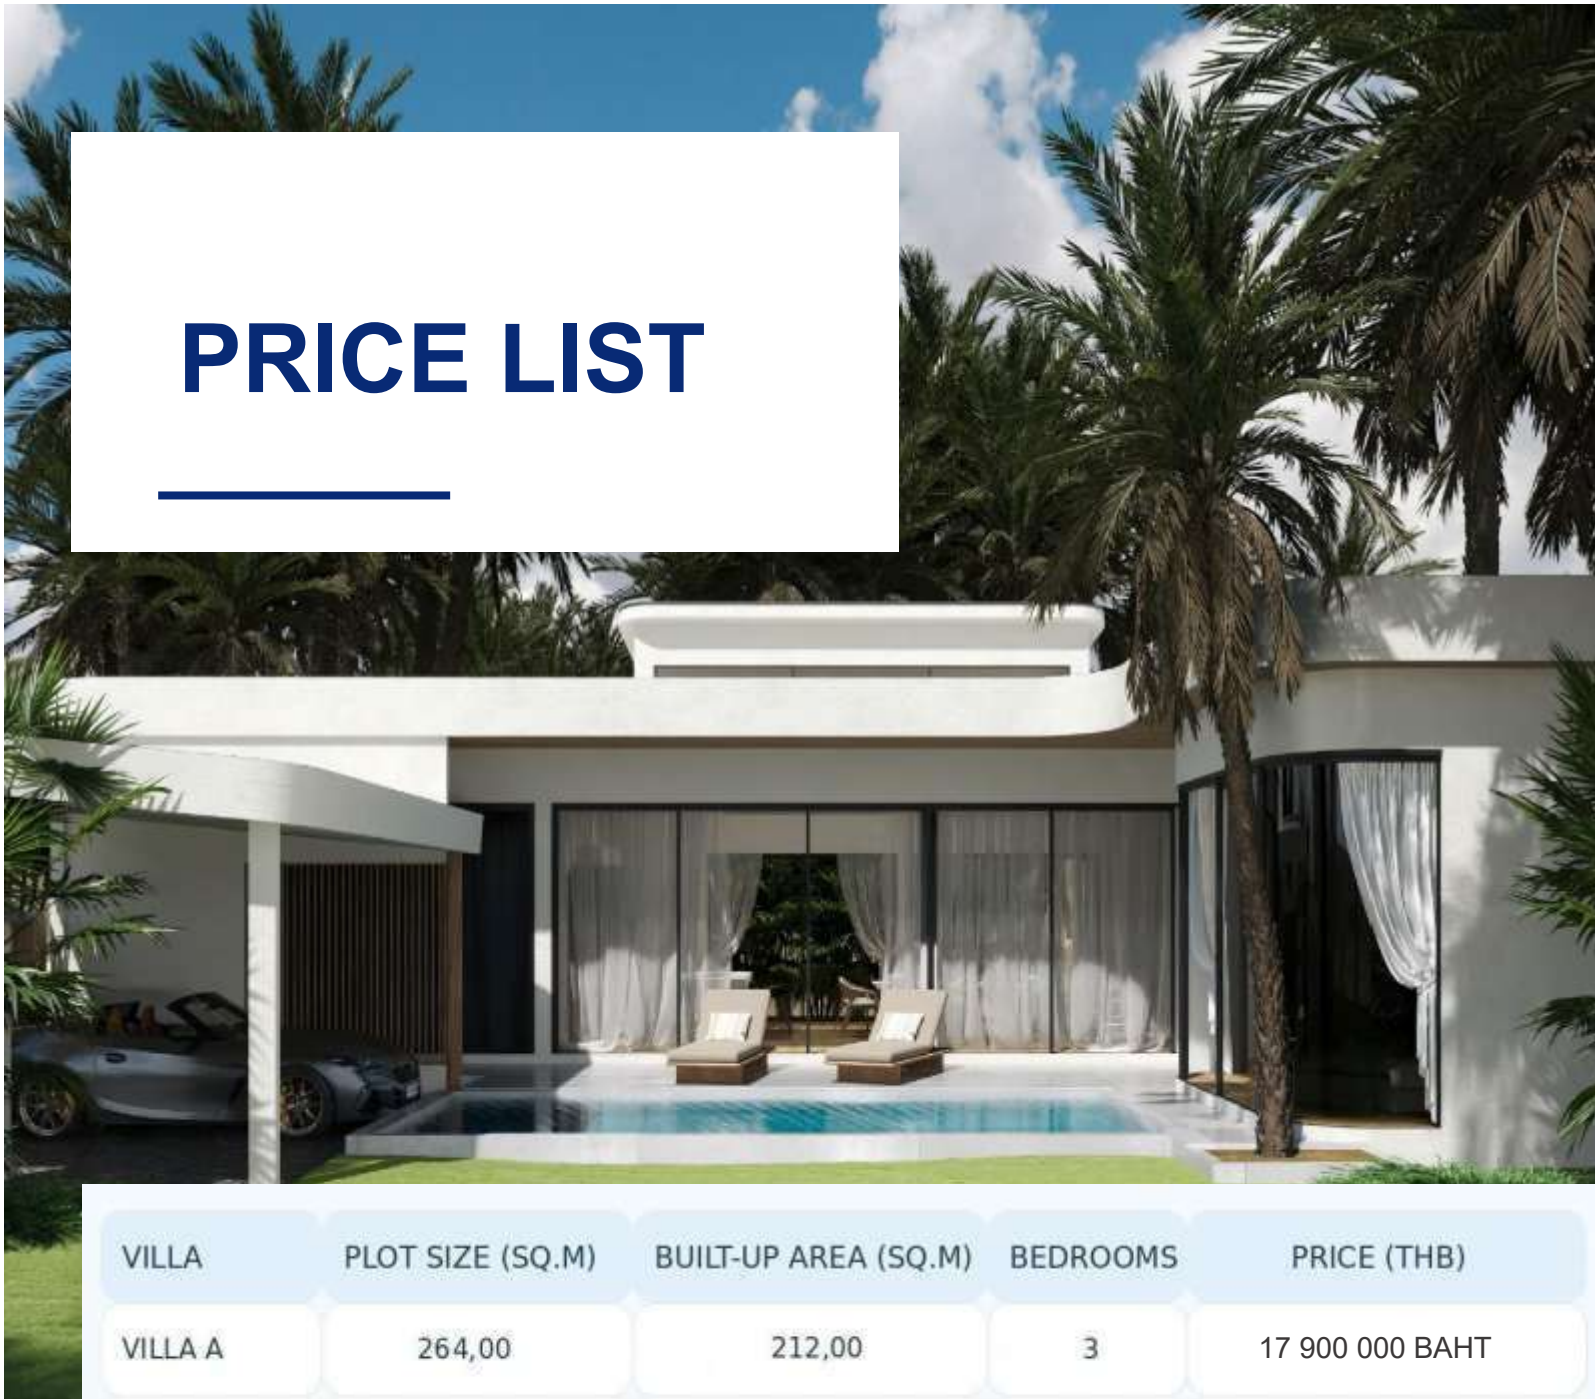 PRICE LIST
VILLA PLOT SIZE (SQ.M) BUILT-UP AREA (SQ.M) BEDROOMS PRICE (THB)
VILLA A 264,00 212,00 3 17 900 000 BAHT